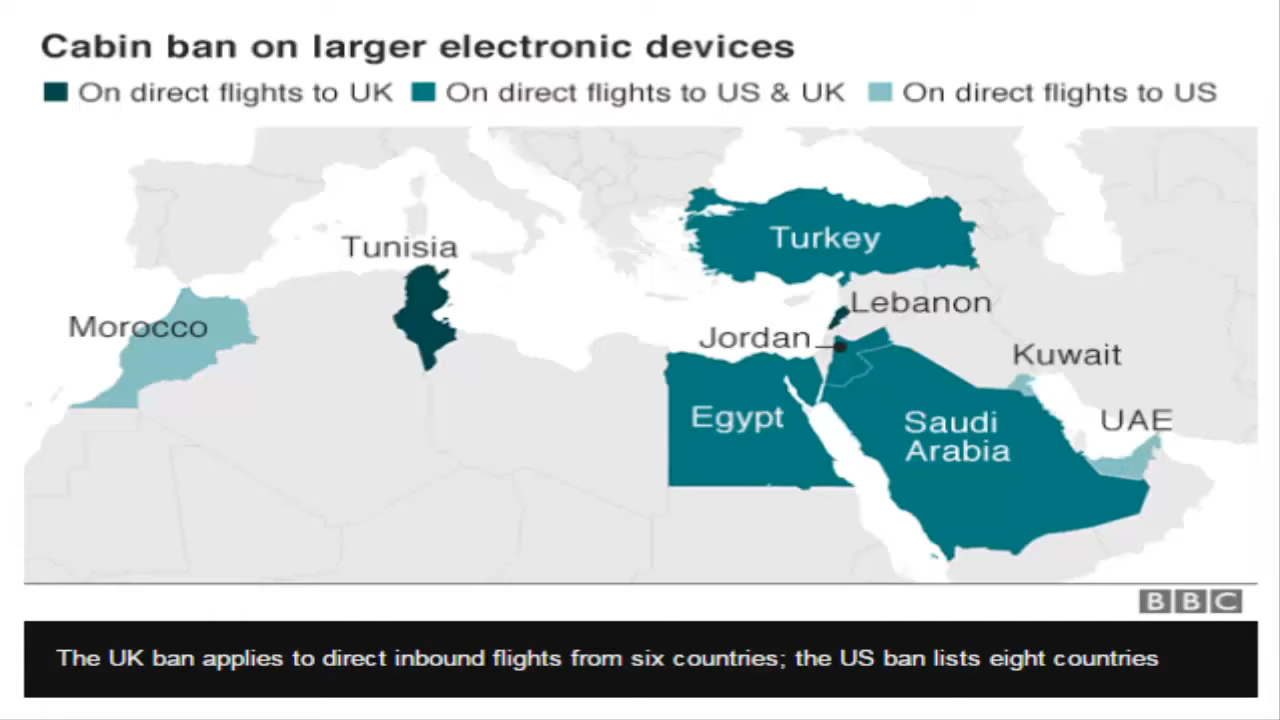 Cabin ban on larger electronic devices
On direct flights to UK On direct flights to US & UK On direct flights to US
Turkey
Tunisia
Lebanon
Morocco
Jordan
Kuwait
Egypt
Saudi
Arabia
UAE
BBC
The UK ban applies to direct inbound flights from six countries; the US ban lists eight countries